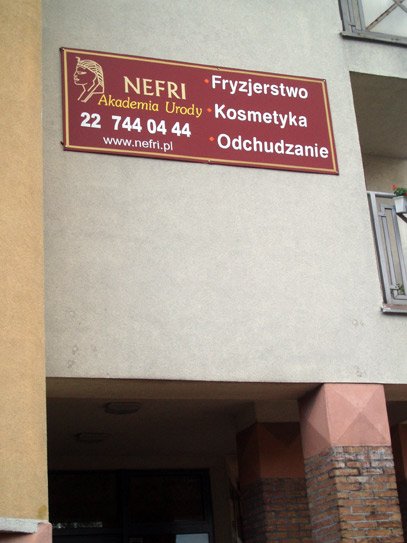 NEFRI
Akademia Urody
22 744 04 44
www.nefri.pl
Fryzjerstwo
Kosmetyka
Odchudzanie